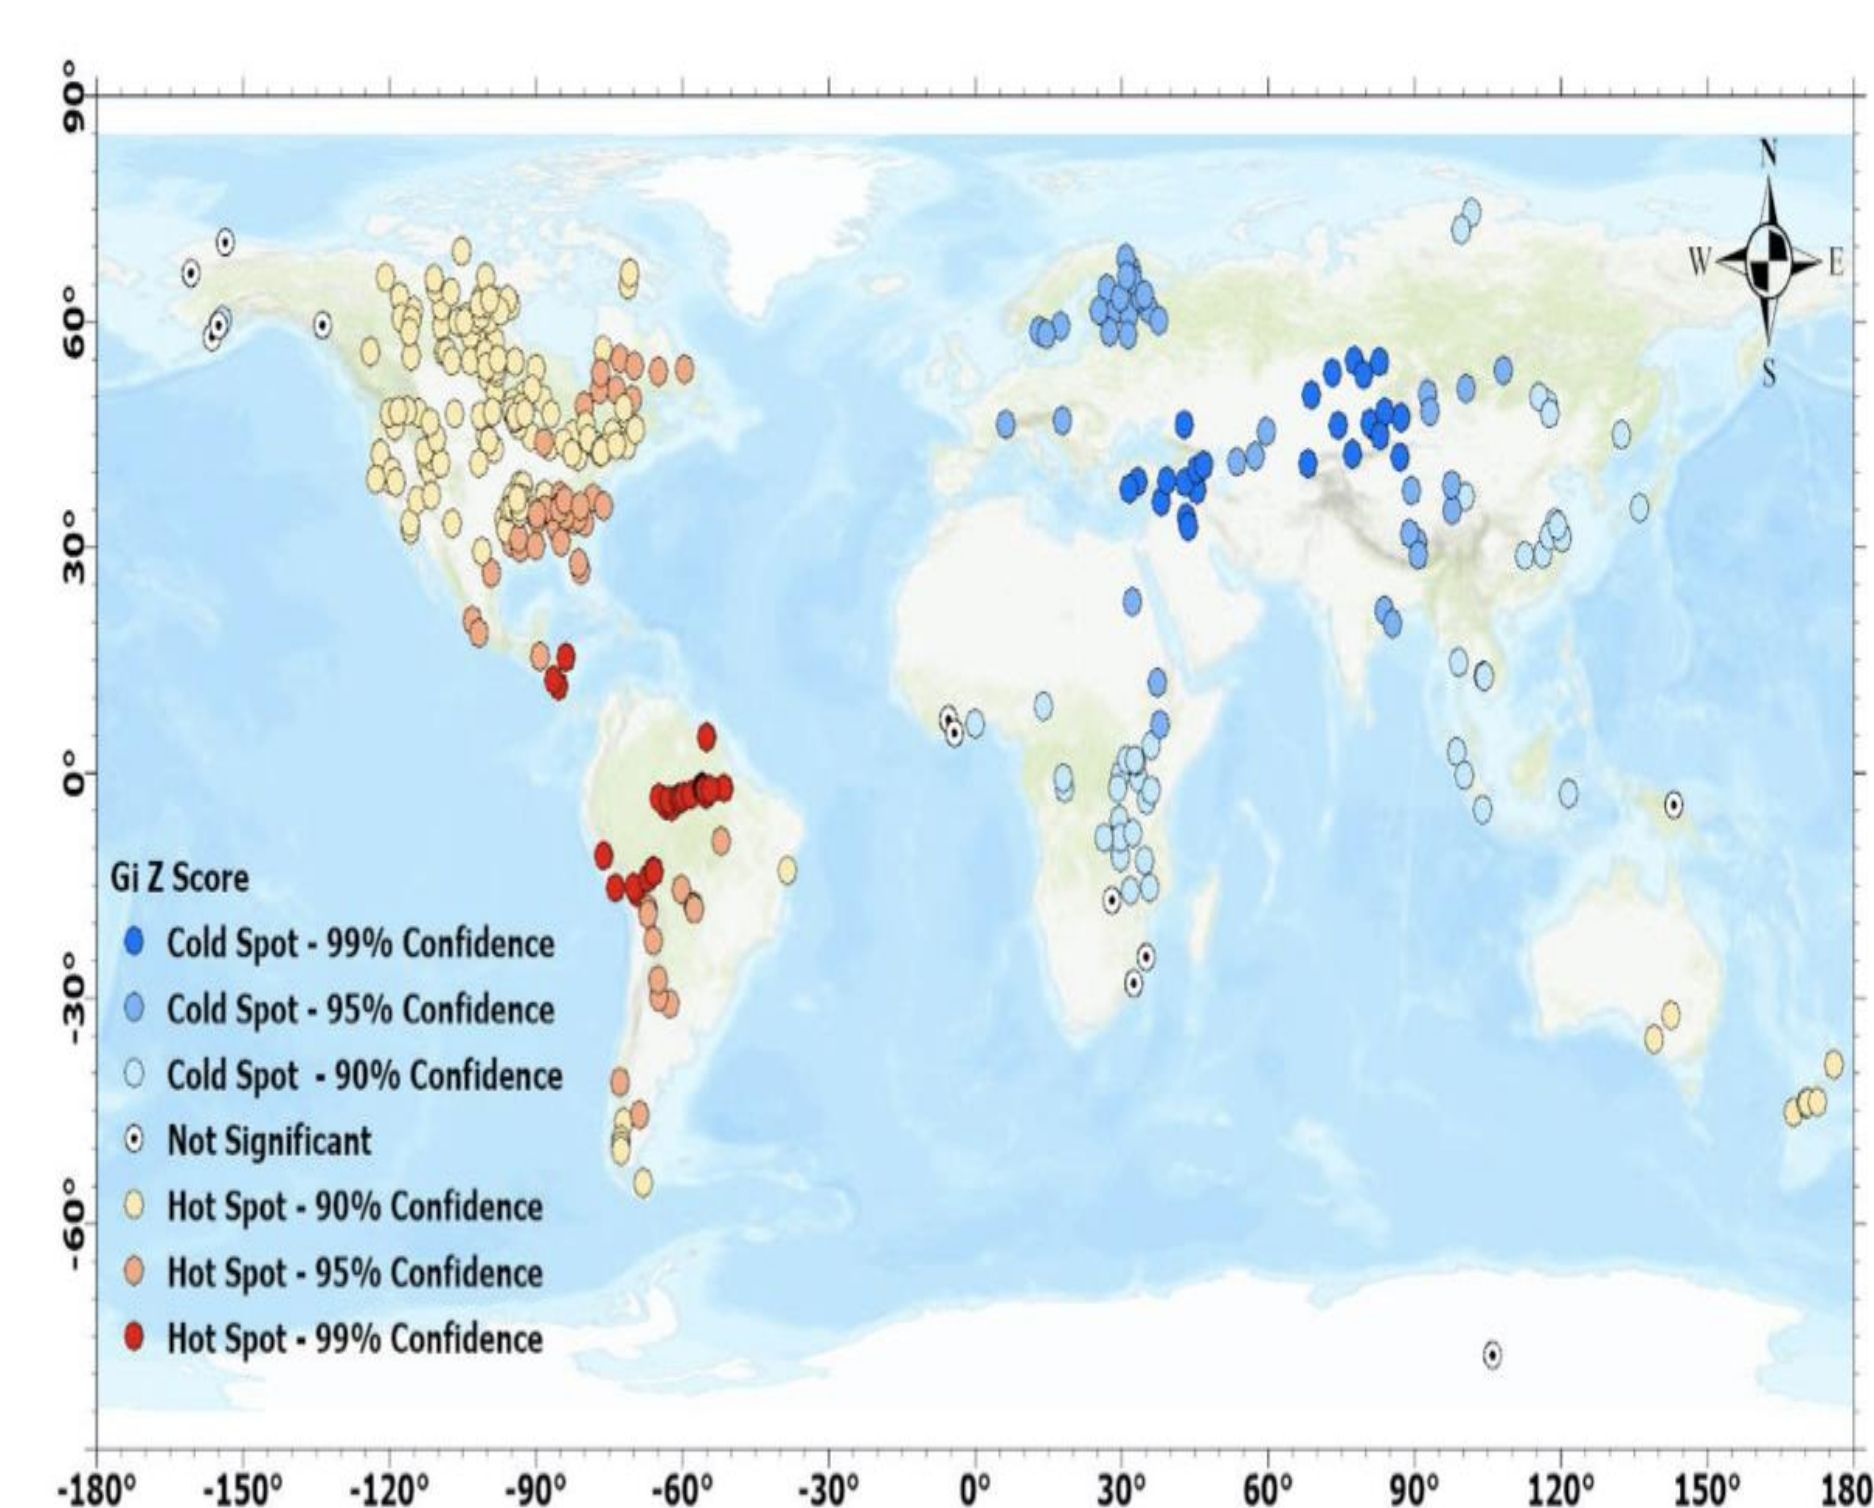 N
W E
S
90°
60°
30°
0°
-30°
-60°
Gi Z Score
Cold Spot - 99% Confidence
Cold Spot - 95% Confidence
Cold Spot - 90% Confidence
Not Significant
Hot Spot - 90% Confidence
Hot Spot - 95% Confidence
Hot Spot - 99% Confidence
-180° -150° -120° -90° -60° -30° 0° 30° 60° 90° 120° 150° 180